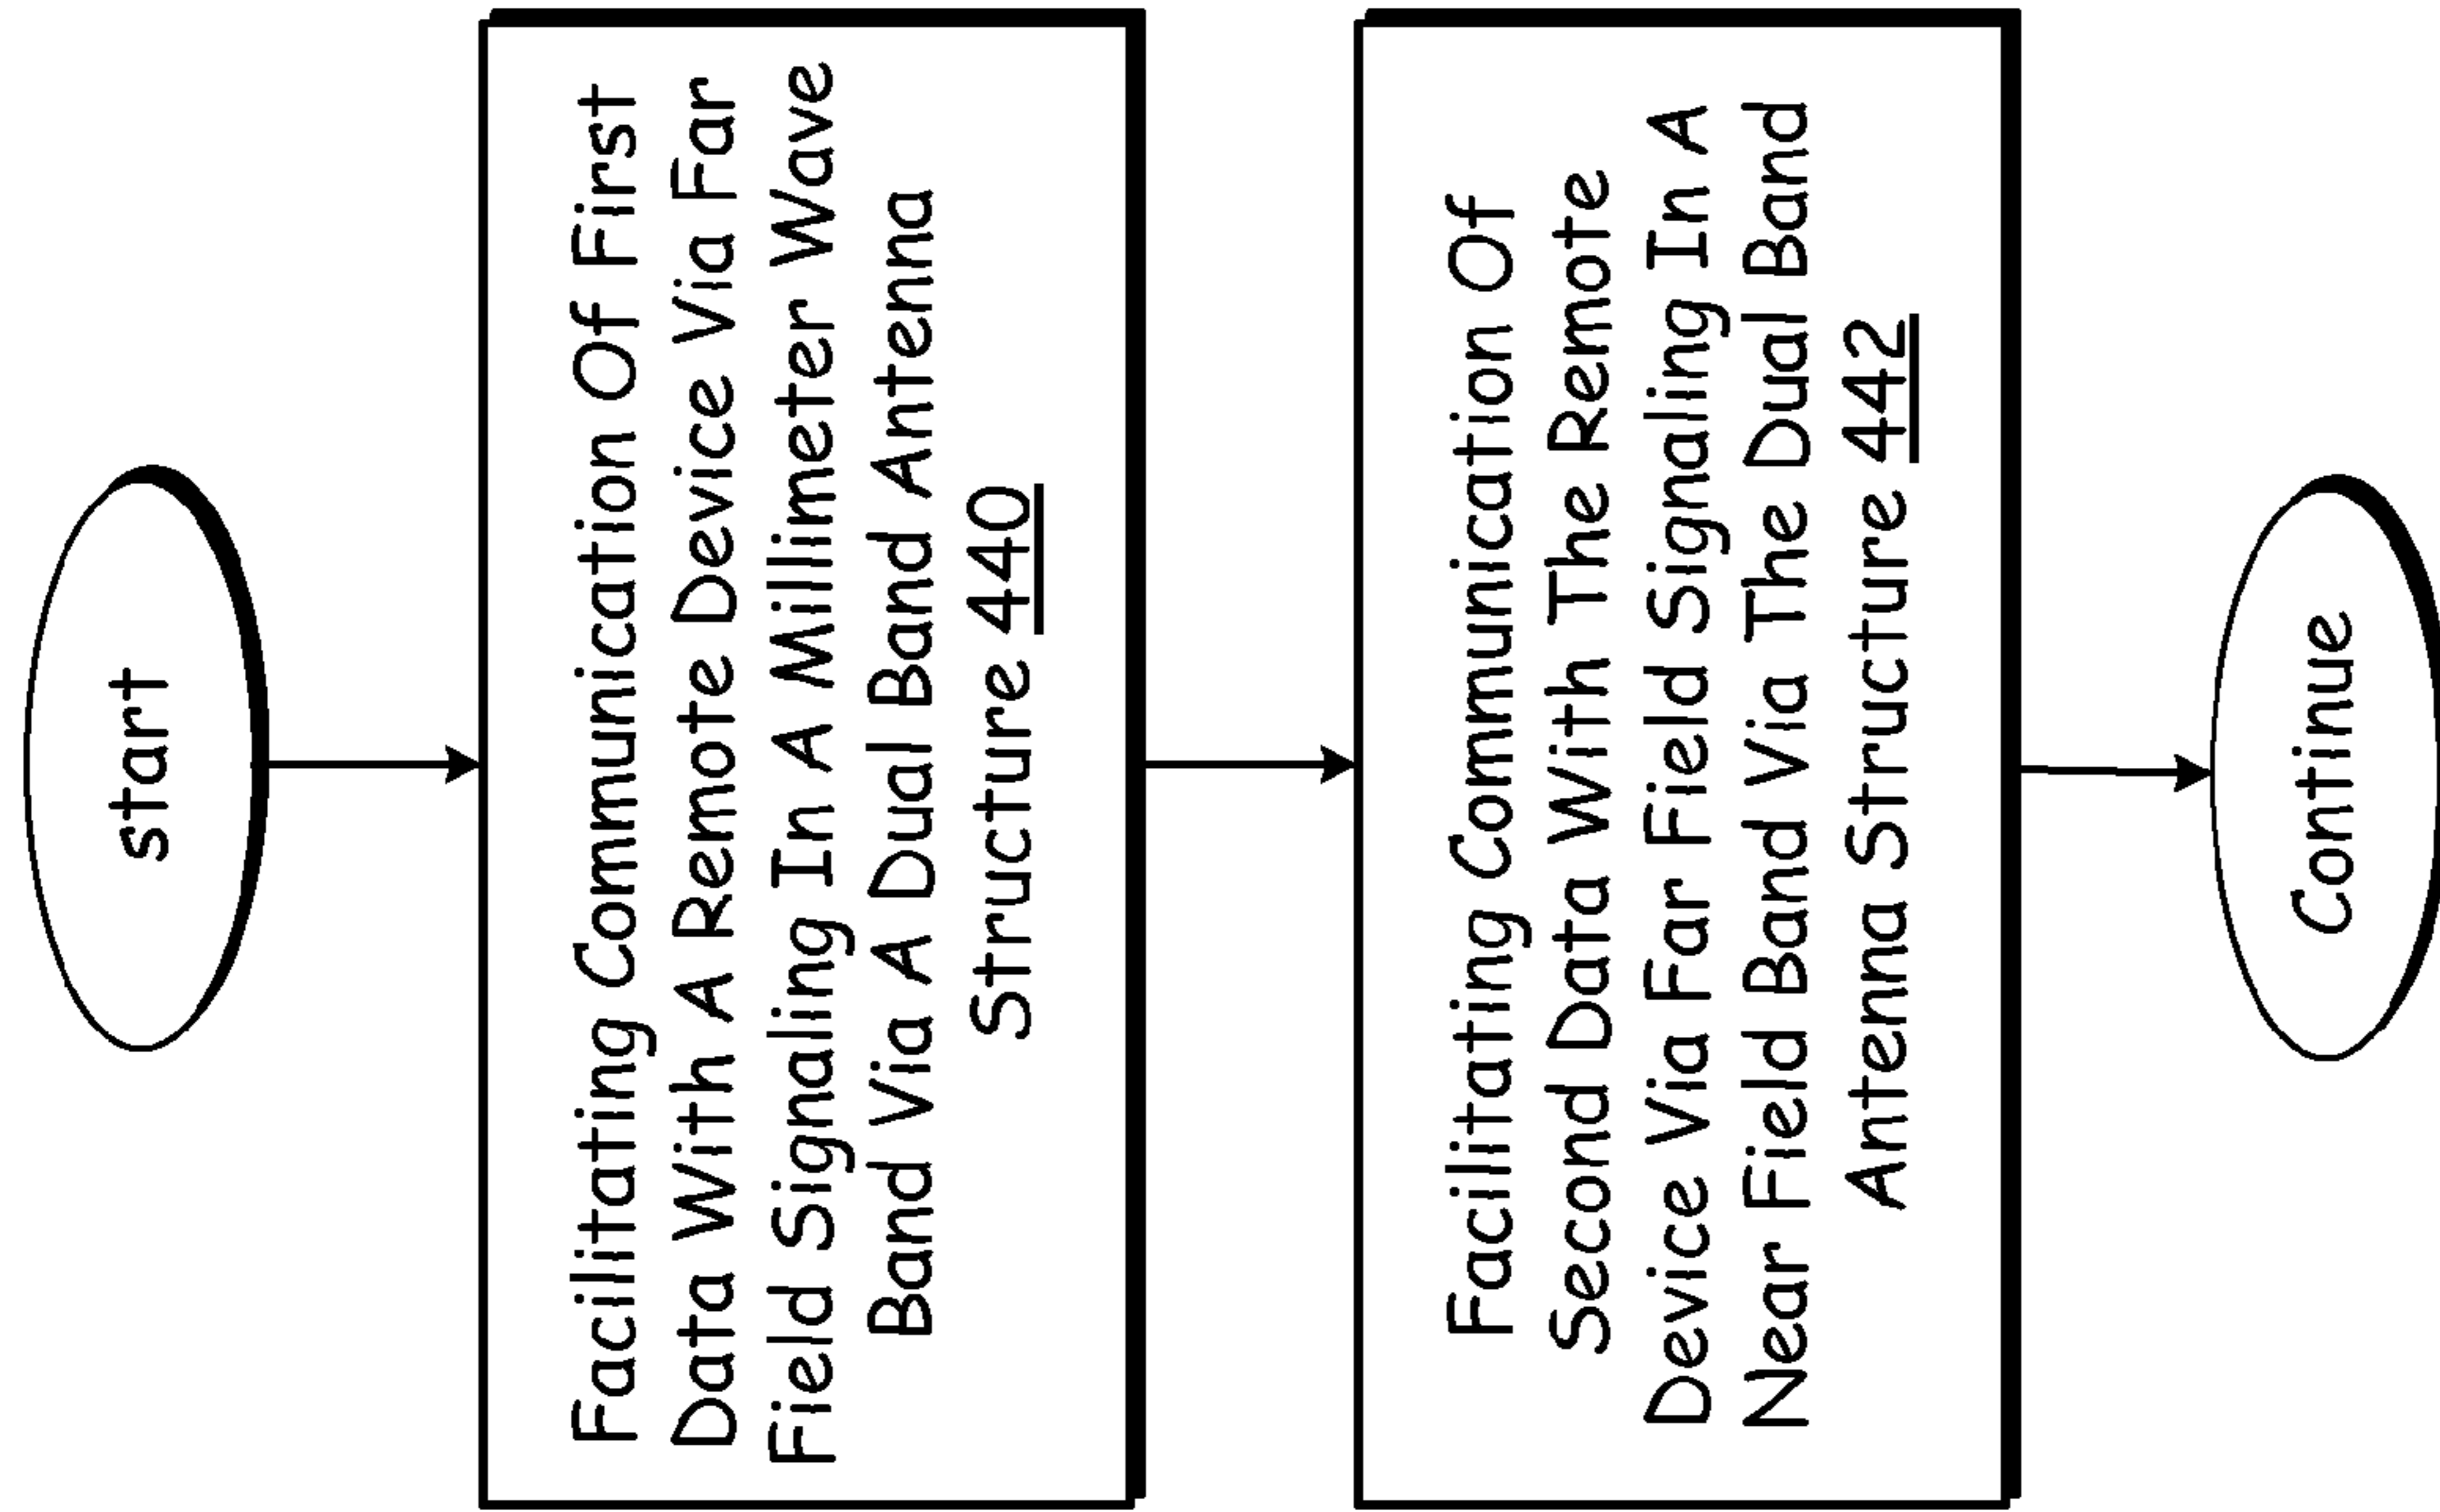 start
Facilitating Communication Of First
Data With A Remote Device Via Far
Field Signaling In A Millimeter Wave
Band Via A Dual Band Antenna
Structure 440
Facilitating Communication Of
Second Data With The Remote
Device Via Far Field Signaling In A
Near Field Band Via The Dual Band
Antenna Structure 442
Continue